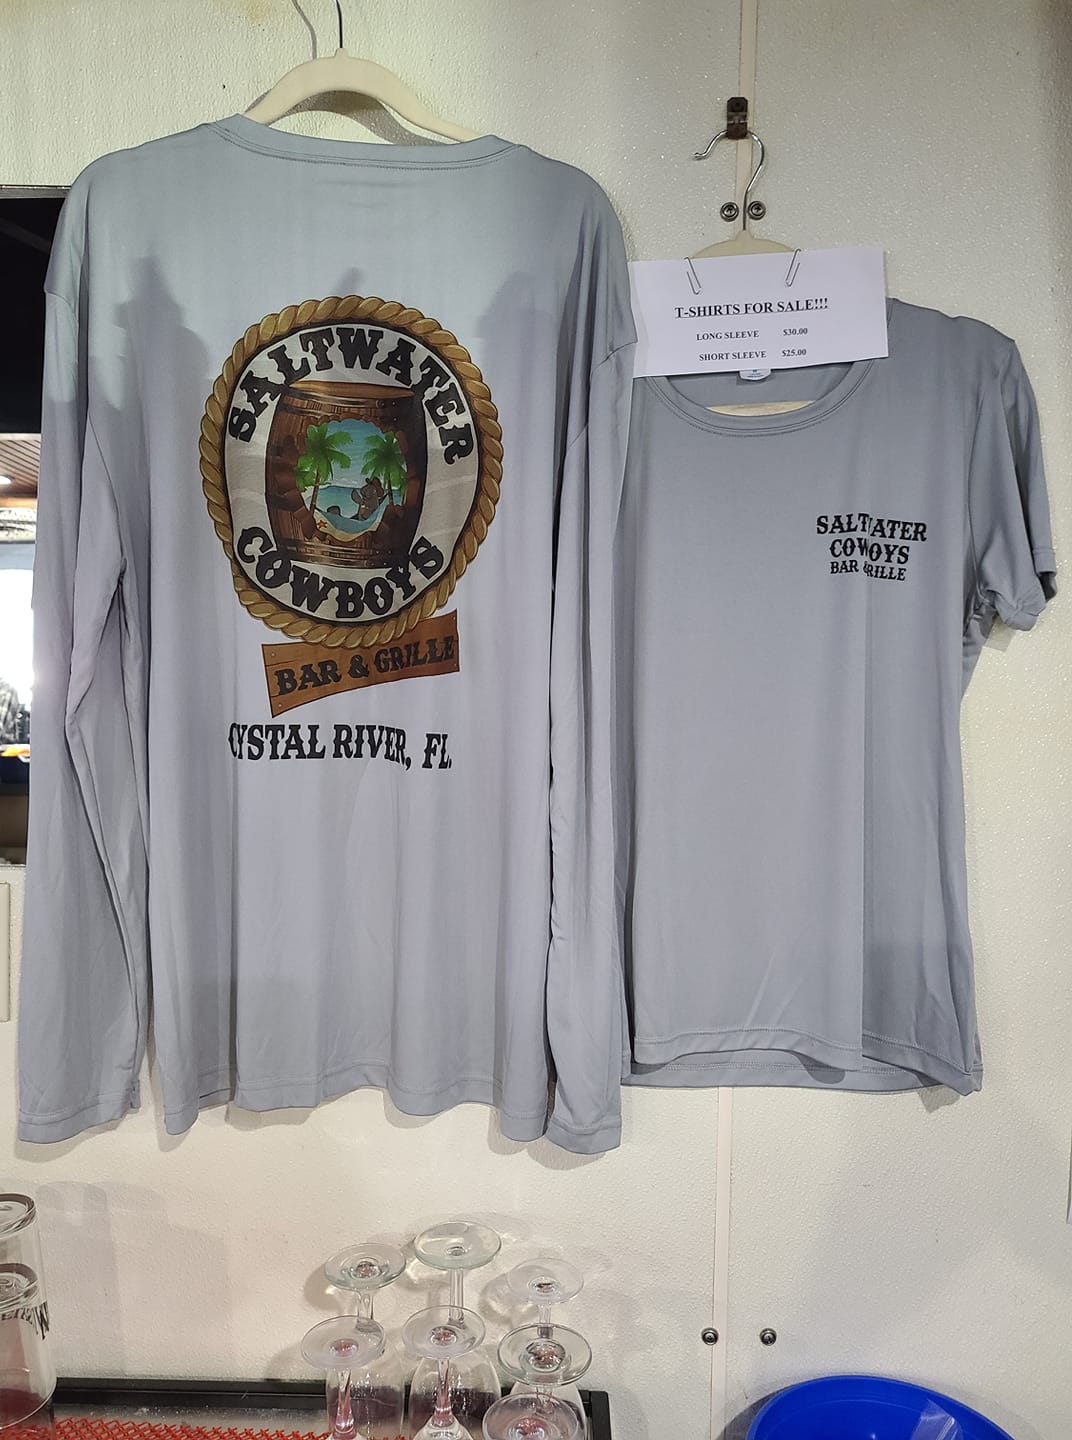 SALTWATER
COWBOYS
BAR & GRILLE
CYSTAL RIVER, FL.
T-SHIRTS FOR SALE!!!
LONG SLEEVE $30.00
SHORT SLEEVE $25.00
SALTWATER
COWBOYS
BAR & GRILLE